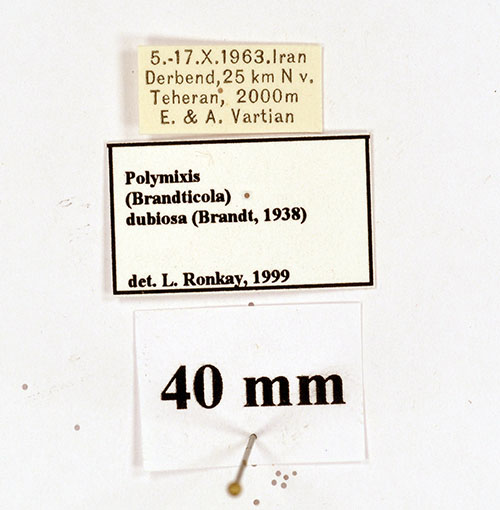 5.-17.X.1963.Iran
Derbend,25 km N v.
Teheran, 2000m
E. & A. Vartian
Polymixis
(Brandticola)
dubiosa (Brandt, 1938)
det. L. Ronkay, 1999
40 mm